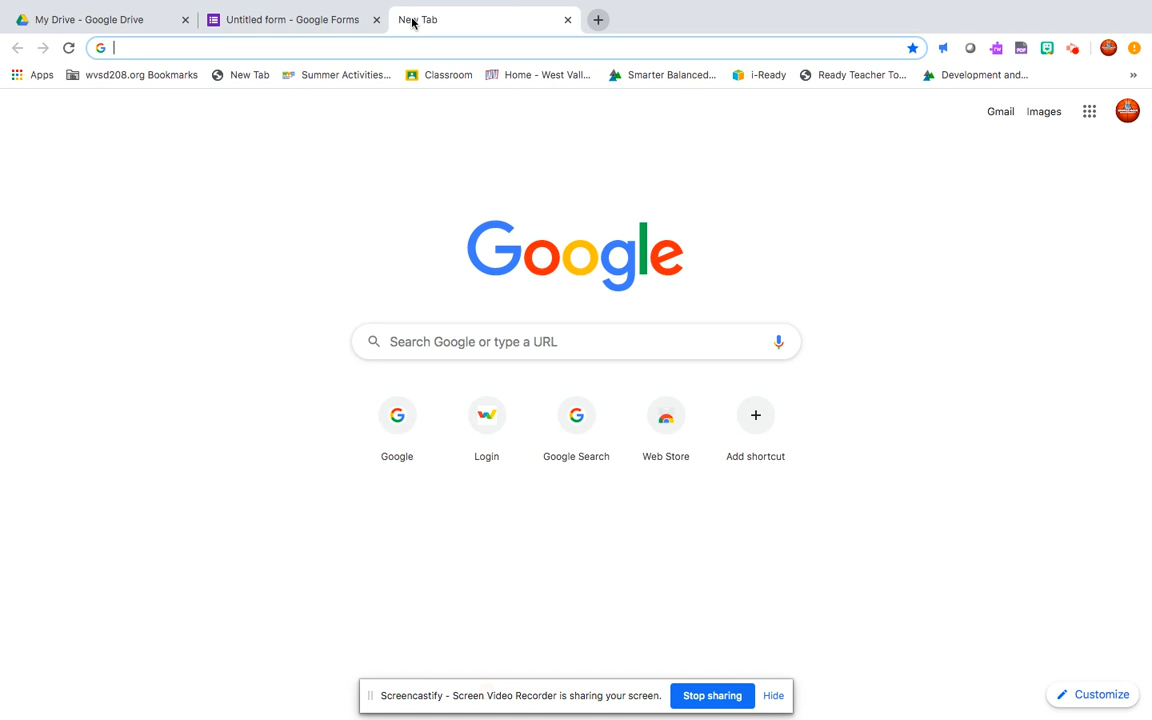 My Drive - Google Drive
Untitled form - Google Forms
New Tab
Apps
wvsd208.org Bookmarks
New Tab
Summer Activities...
Classroom
Home - West Vall...
Smarter Balanced...
i-Ready
Ready Teacher To...
Development and...
»
Gmail
Images
Google
Search Google or type a URL
Google
Login
Google Search
Web Store
Add shortcut
Screencastify - Screen Video Recorder is sharing your screen.
Stop sharing
Hide
Customize